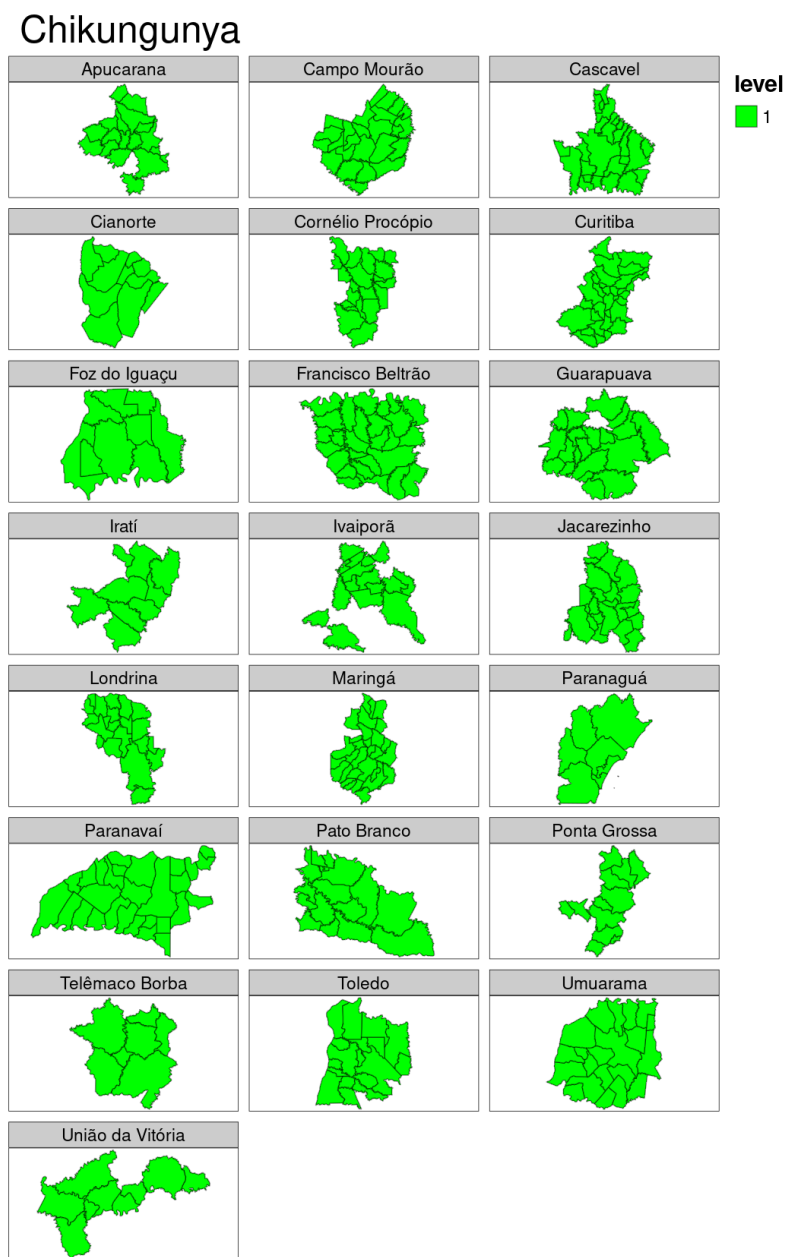 Chikungunya
Apucarana
Campo Mourão
Cascavel
level
1
Cianorte
Cornélio Procópio
Curitiba
Foz do Iguaçu
Francisco Beltrão
Guarapuava
Iratí
Ivaiporã
Jacarezinho
Londrina
Maringá
Paranaguá
Paranavaí
Pato Branco
Ponta Grossa
Telêmaco Borba
Toledo
Umuarama
União da Vitória